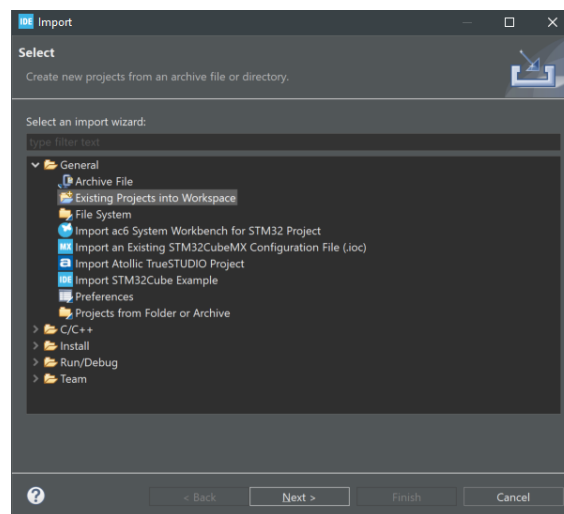 IDE Import
Select
Create new projects from an archive file or directory.
Select an import wizard:
type filter text
General
Archive File
Existing Projects into Workspace
File System
Import ac6 System Workbench for STM32 Project
MX Import an Existing STM32CubeMX Configuration File (.ioc)
a Import Atollic TrueSTUDIO Project
IDE Import STM32Cube Example
Preferences
Projects from Folder or Archive
C/C++
Install
Run/Debug
Team
? < Back Next > Finish Cancel